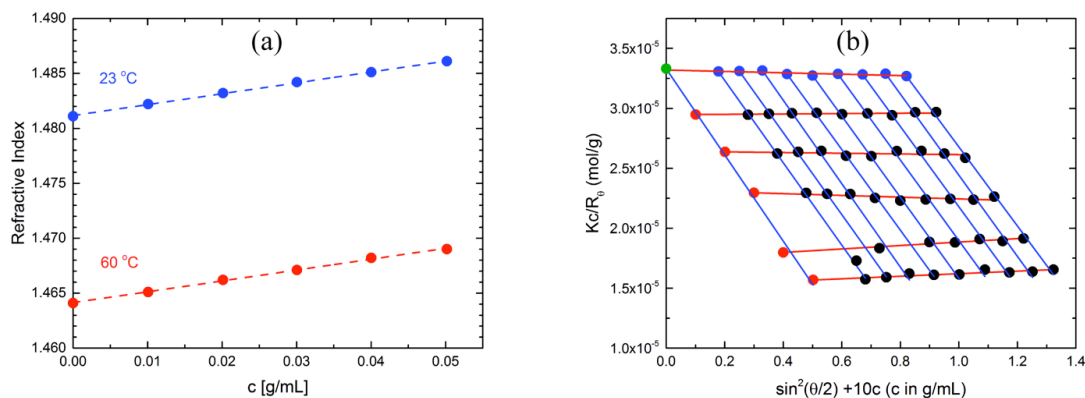 (a)
1.490
1.485
1.480
1.475
1.470
1.465
1.460
Refractive Index
23 °C
60 °C
0.00 0.01 0.02 0.03 0.04 0.05
c [g/mL]
(b)
3.5x10⁻⁵
3.0x10⁻⁵
2.5x10⁻⁵
2.0x10⁻⁵
1.5x10⁻⁵
1.0x10⁻⁵
Kc/R_θ (mol/g)
0.0 0.2 0.4 0.6 0.8 1.0 1.2 1.4
sin²(θ/2) +10c (c in g/mL)